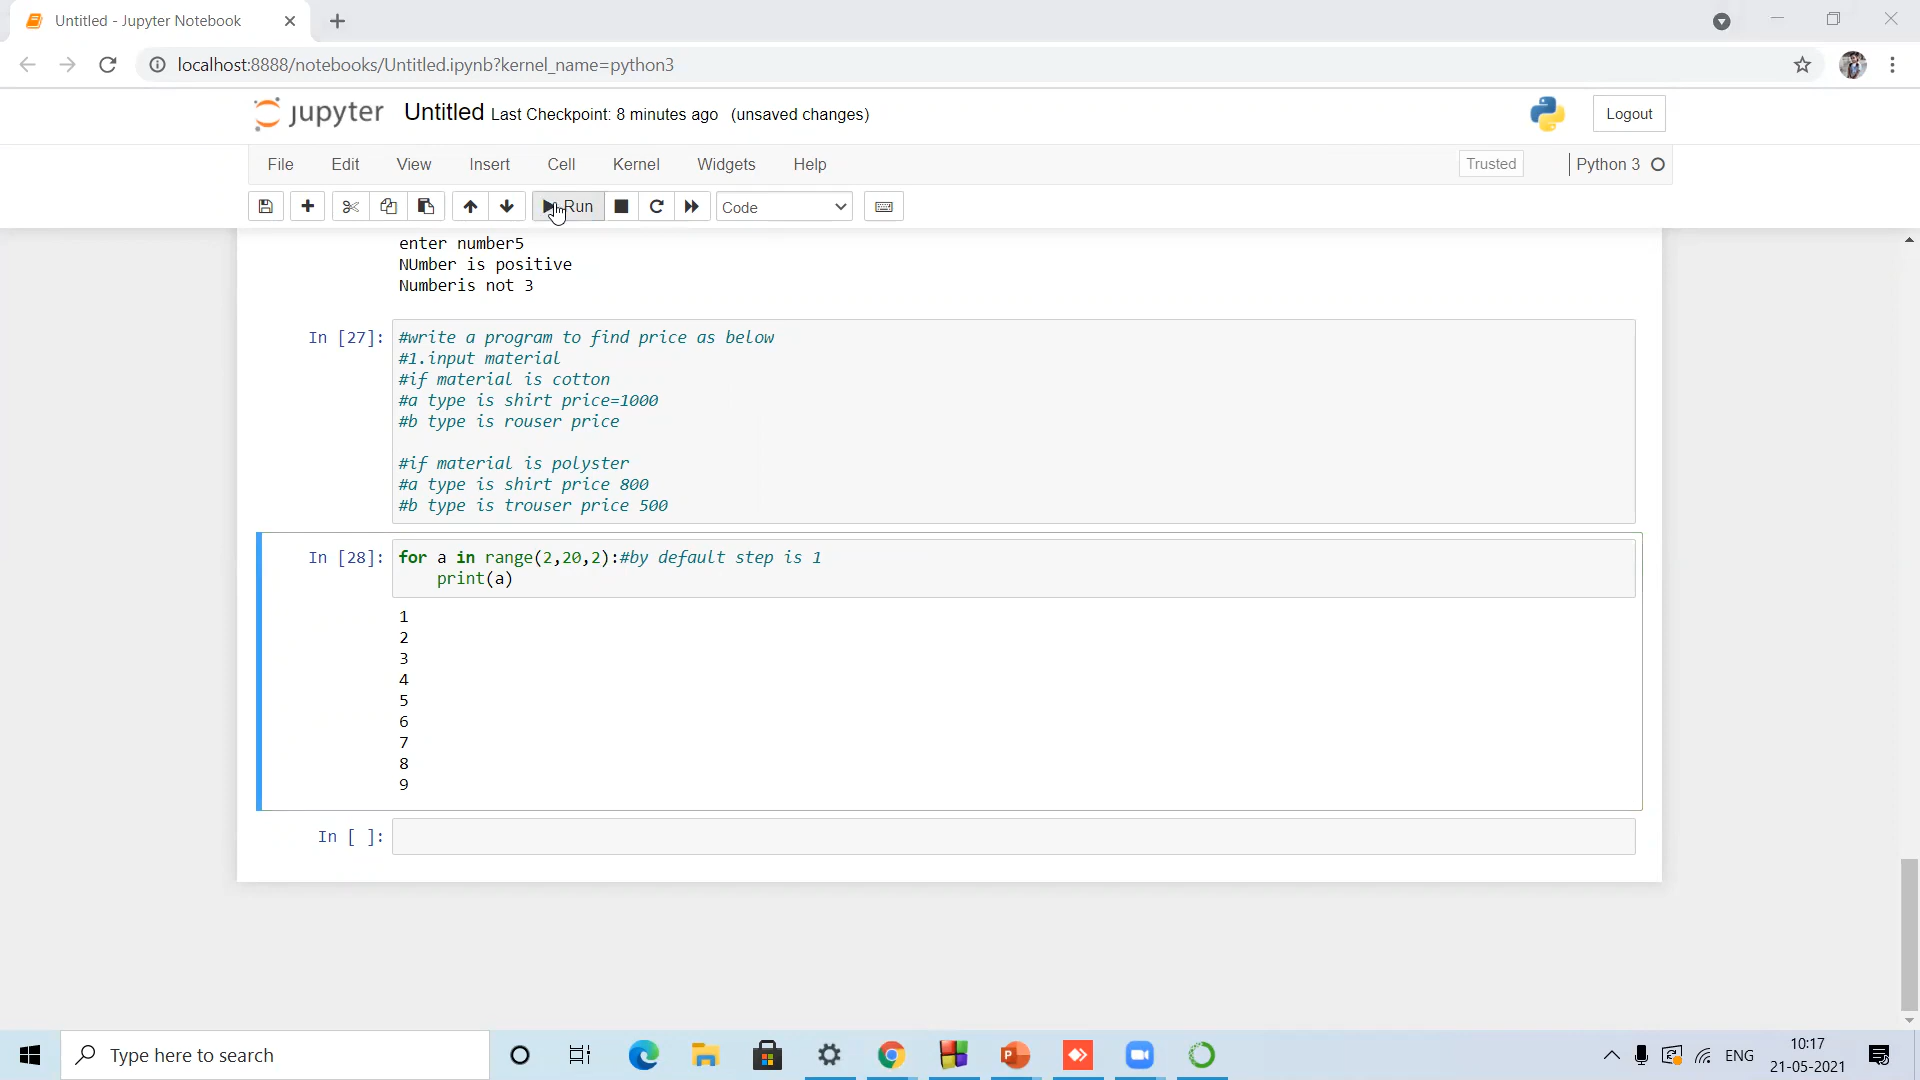 Untitled - Jupyter Notebook
localhost:8888/notebooks/Untitled.ipynb?kernel_name=python3
jupyter Untitled Last Checkpoint: 8 minutes ago (unsaved changes)
Logout
File Edit View Insert Cell Kernel Widgets Help
Trusted
Python 3
Run
Code
enter number5
NUmber is positive
Numberis not 3
In [27]:
#write a program to find price as below
#1.input material
#if material is cotton
#a type is shirt price=1000
#b type is rouser price
#if material is polyster
#a type is shirt price 800
#b type is trouser price 500
In [28]:
for a in range(2,20,2):#by default step is 1
print(a)
1
2
3
4
5
6
7
8
9
In [ ]:
Type here to search
ENG
10:17
21-05-2021